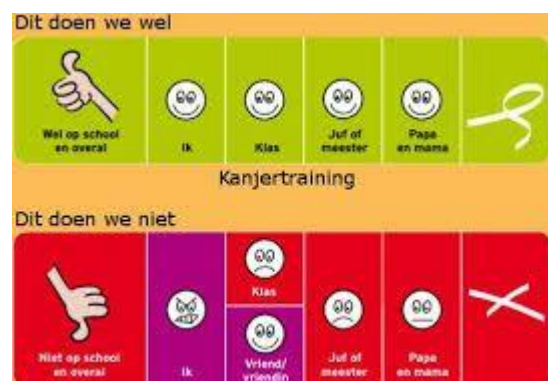 Dit doen we wel
Wel op school
en overal
Ik
Klas
Juf of
meester
Papa
en mama
Kanjertraining
Dit doen we niet
Niet op school
en overal
Ik
Klas
Vriend/
vriendin
Juf of
meester
Papa
en mama